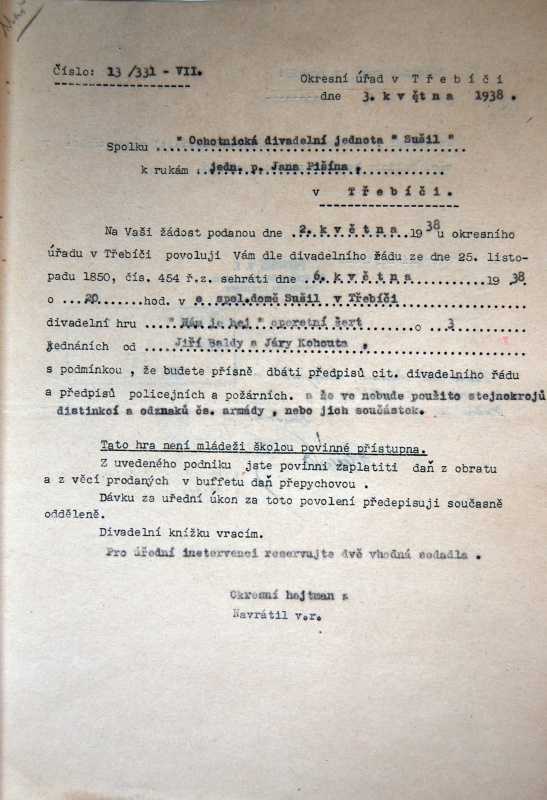 Číslo: 13/331 - VII.
Okresní úřad v Třebíči
dne 3. května 1938.
Spolku " Ochotnická divadelní jednota " Sušil "
k rukám : jedn. p. Jana Pišína,
v Třebíči.
Na Vaši žádost podanou dne 2. května 1938 u okresního
úřadu v Třebíči povoluji Vám dle divadelního řádu ze dne 25. listo-
padu 1850, čís. 454 ř.z. sehráti dne 6. května 1938.
o 20 hod. v e spol.domě Sušil v Třebíči
divadelní hru " Nám je hej " operetní žert o 3
jednáních od Jiří Baldy a Járy Kohouta,
s podmínkou , že budete přísně dbáti předpisů cit. divadelního řádu
a předpisů policejních a požárních. a že ve nebude použito stejnokrojů
distinkcí a odznaků čs. armády , nebo jich součástek.
Tato hra není mládeži školou povinné přístupna.
Z uvedeného podniku jste povinni zaplatiti daň z obratu
a z věcí prodaných v buffetu daň přepychovou .
Dávku za uřední úkon za toto povolení předepisuji současně
odděleně.
Divadelní knížku vracím.
Pro úřední instervenci reservujte dvě vhodná sedadla .
Okresní hejtman :
Navrátil v.r.